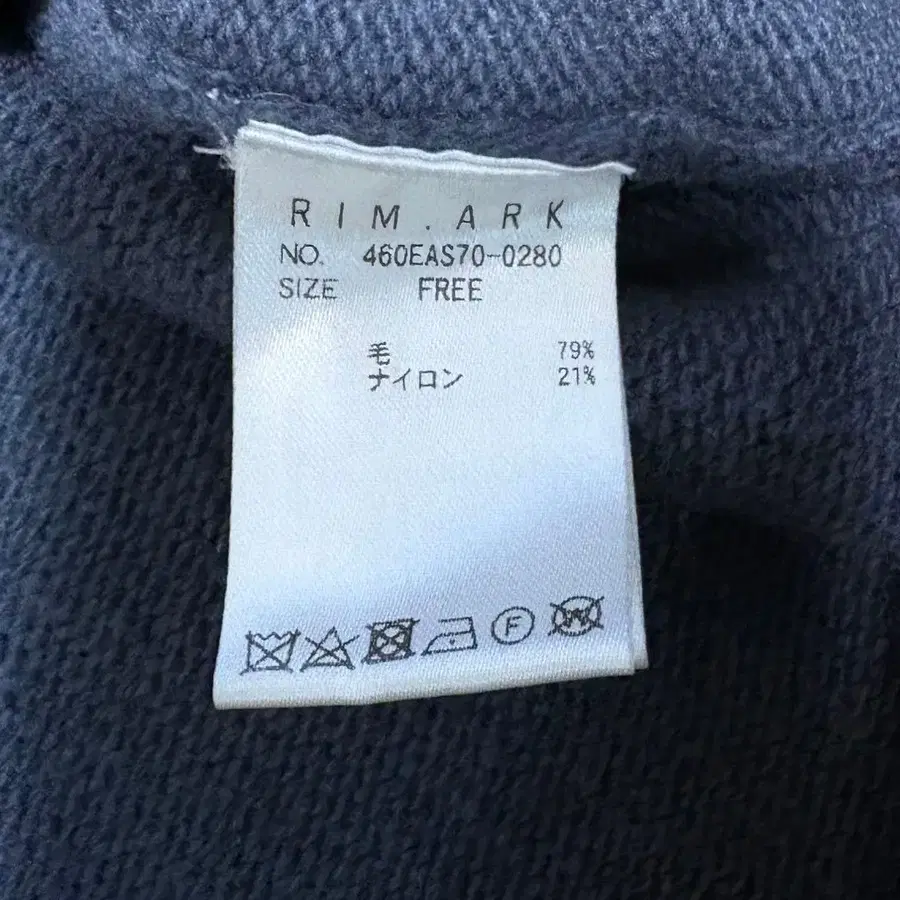 RIM.ARK
NO. 460EAS70-0280
SIZE FREE
毛 79%
ナイロン 21%
F W